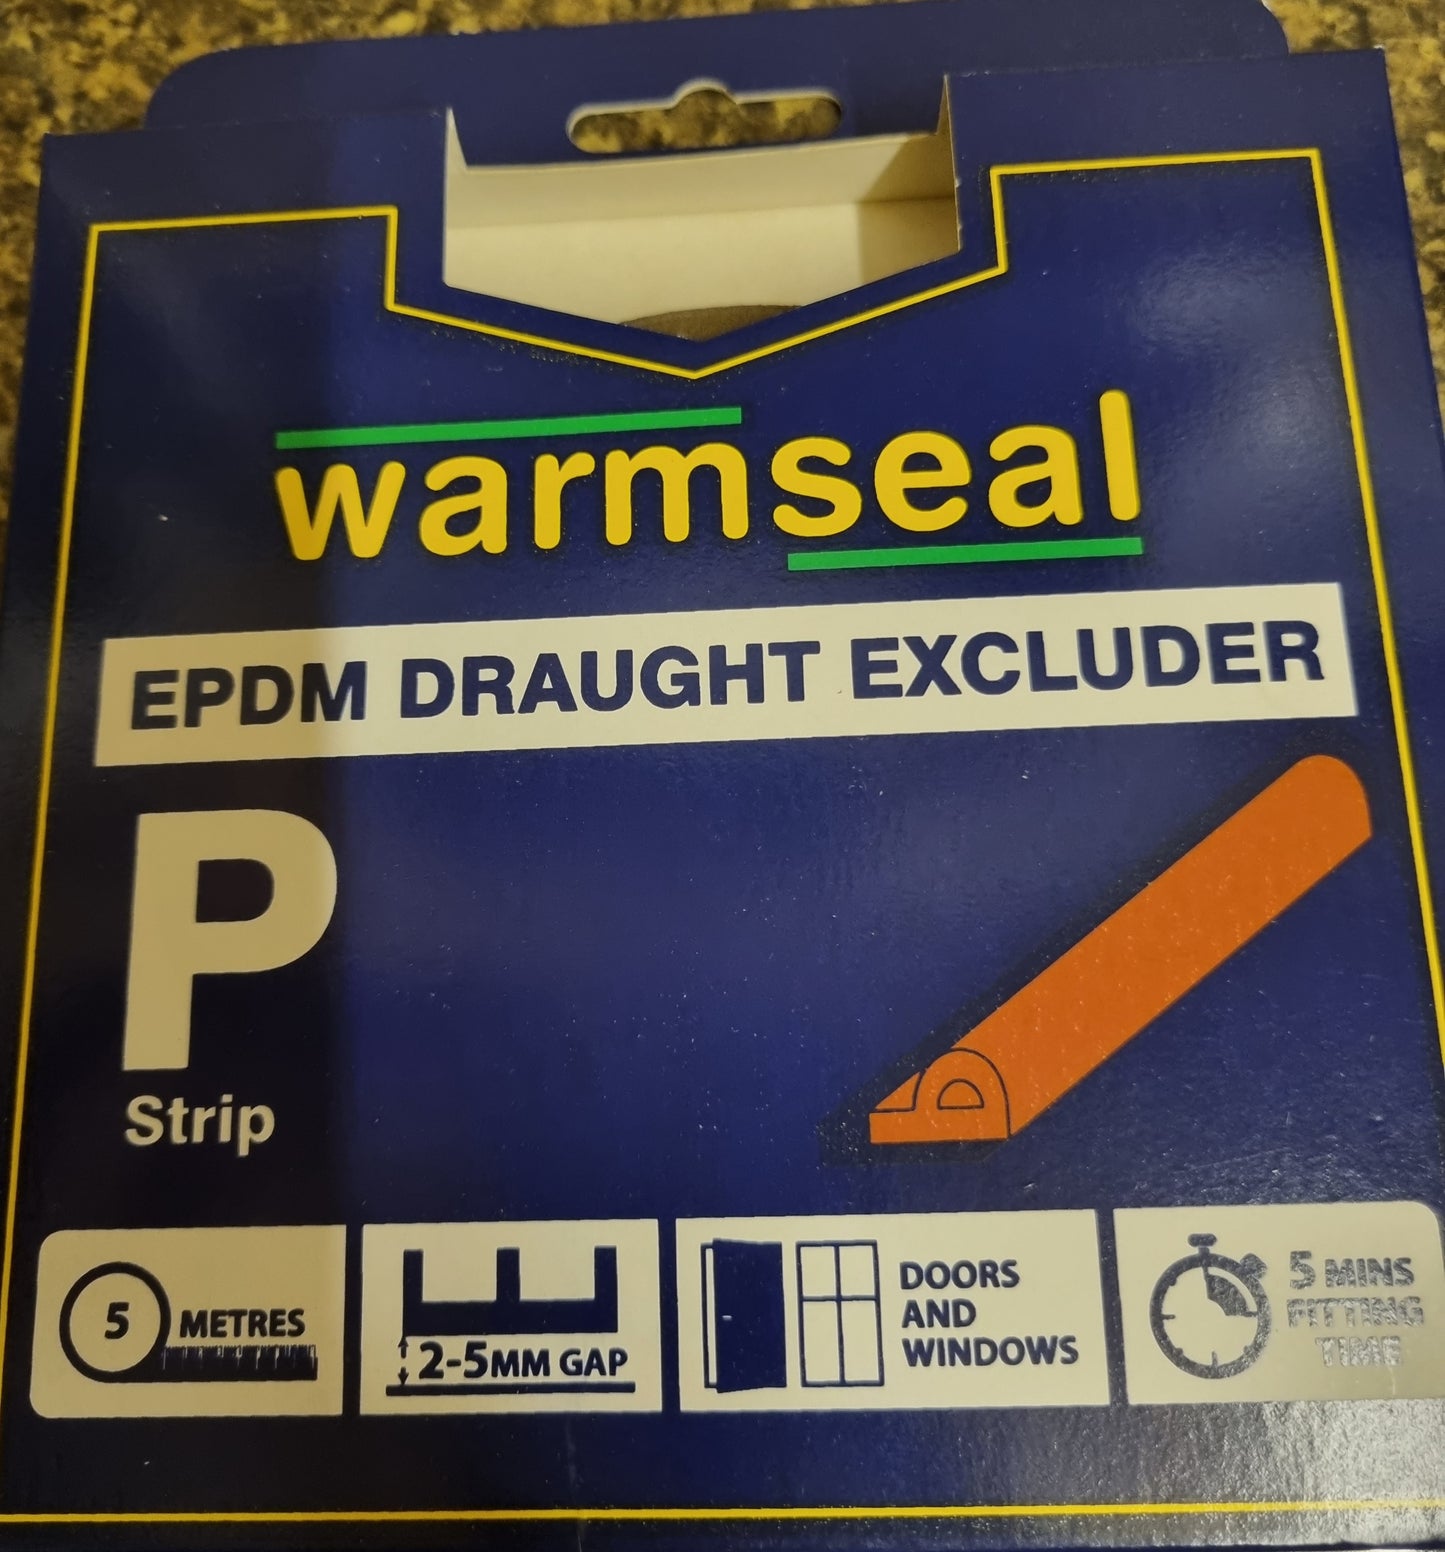 warmseal
EPDM DRAUGHT EXCLUDER
P
Strip
5
METRES
2-5MM GAP
DOORS
AND
WINDOWS
5 MINS
FITTING
TIME